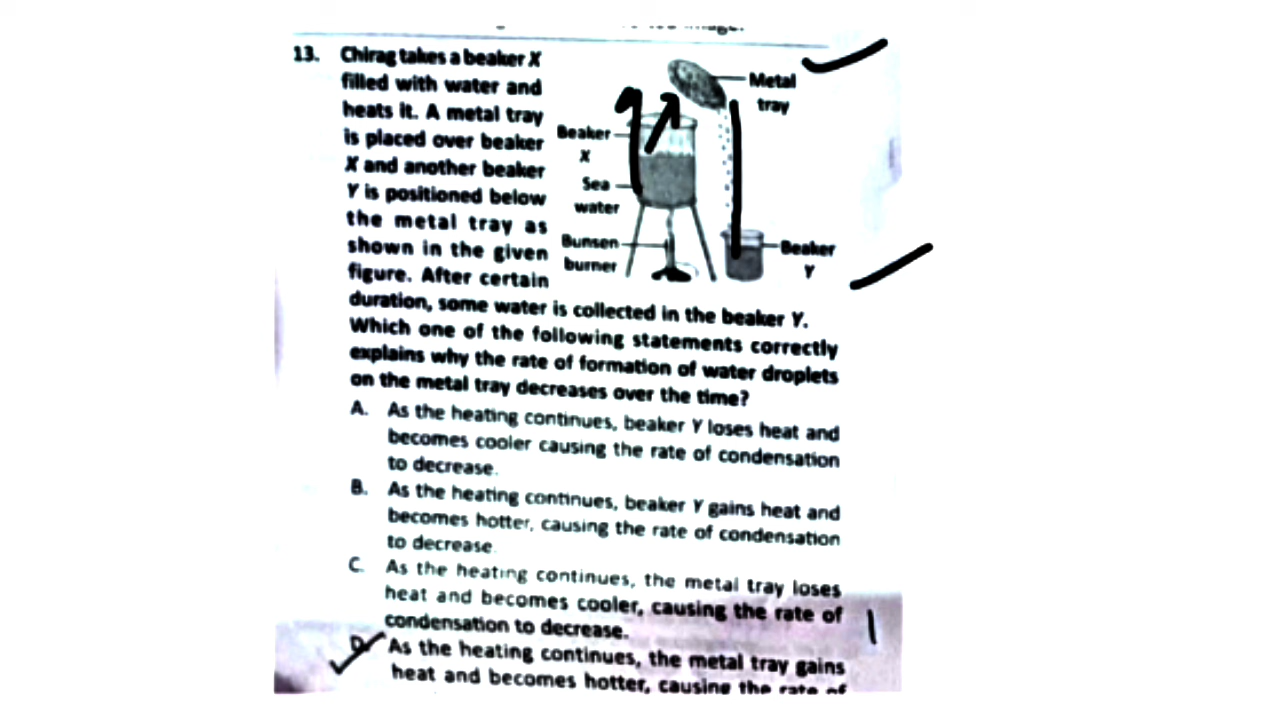 13. Chirag takes a beaker X
filled with water and
heats it. A metal tray
is placed over beaker
X and another beaker
Y is positioned below
the metal tray as
shown in the given
figure. After certain
Metal
tray
Beaker
X
Sea
water
Bunsen
burner
Beaker
Y
duration, some water is collected in the beaker Y.
Which one of the following statements correctly
explains why the rate of formation of water droplets
on the metal tray decreases over the time?
A. As the heating continues, beaker Y loses heat and
becomes cooler causing the rate of condensation
to decrease.
B. As the heating continues, beaker Y gains heat and
becomes hotter, causing the rate of condensation
to decrease.
C. As the heating continues, the metal tray loses
heat and becomes cooler, causing the rate of
condensation to decrease.
D. As the heating continues, the metal tray gains
heat and becomes hotter, causing the rate of